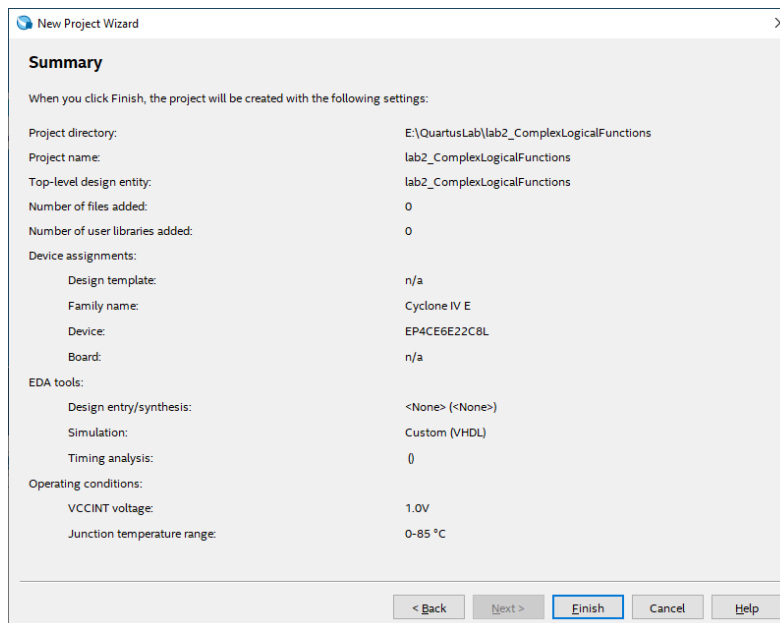 New Project Wizard
Summary
When you click Finish, the project will be created with the following settings:
Project directory: E:\QuartusLab\lab2_ComplexLogicalFunctions
Project name: lab2_ComplexLogicalFunctions
Top-level design entity: lab2_ComplexLogicalFunctions
Number of files added: 0
Number of user libraries added: 0
Device assignments:
Design template: n/a
Family name: Cyclone IV E
Device: EP4CE6E22C8L
Board: n/a
EDA tools:
Design entry/synthesis: <None> (<None>)
Simulation: Custom (VHDL)
Timing analysis: ()
Operating conditions:
VCCINT voltage: 1.0V
Junction temperature range: 0-85 °C
< Back Next > Finish Cancel Help